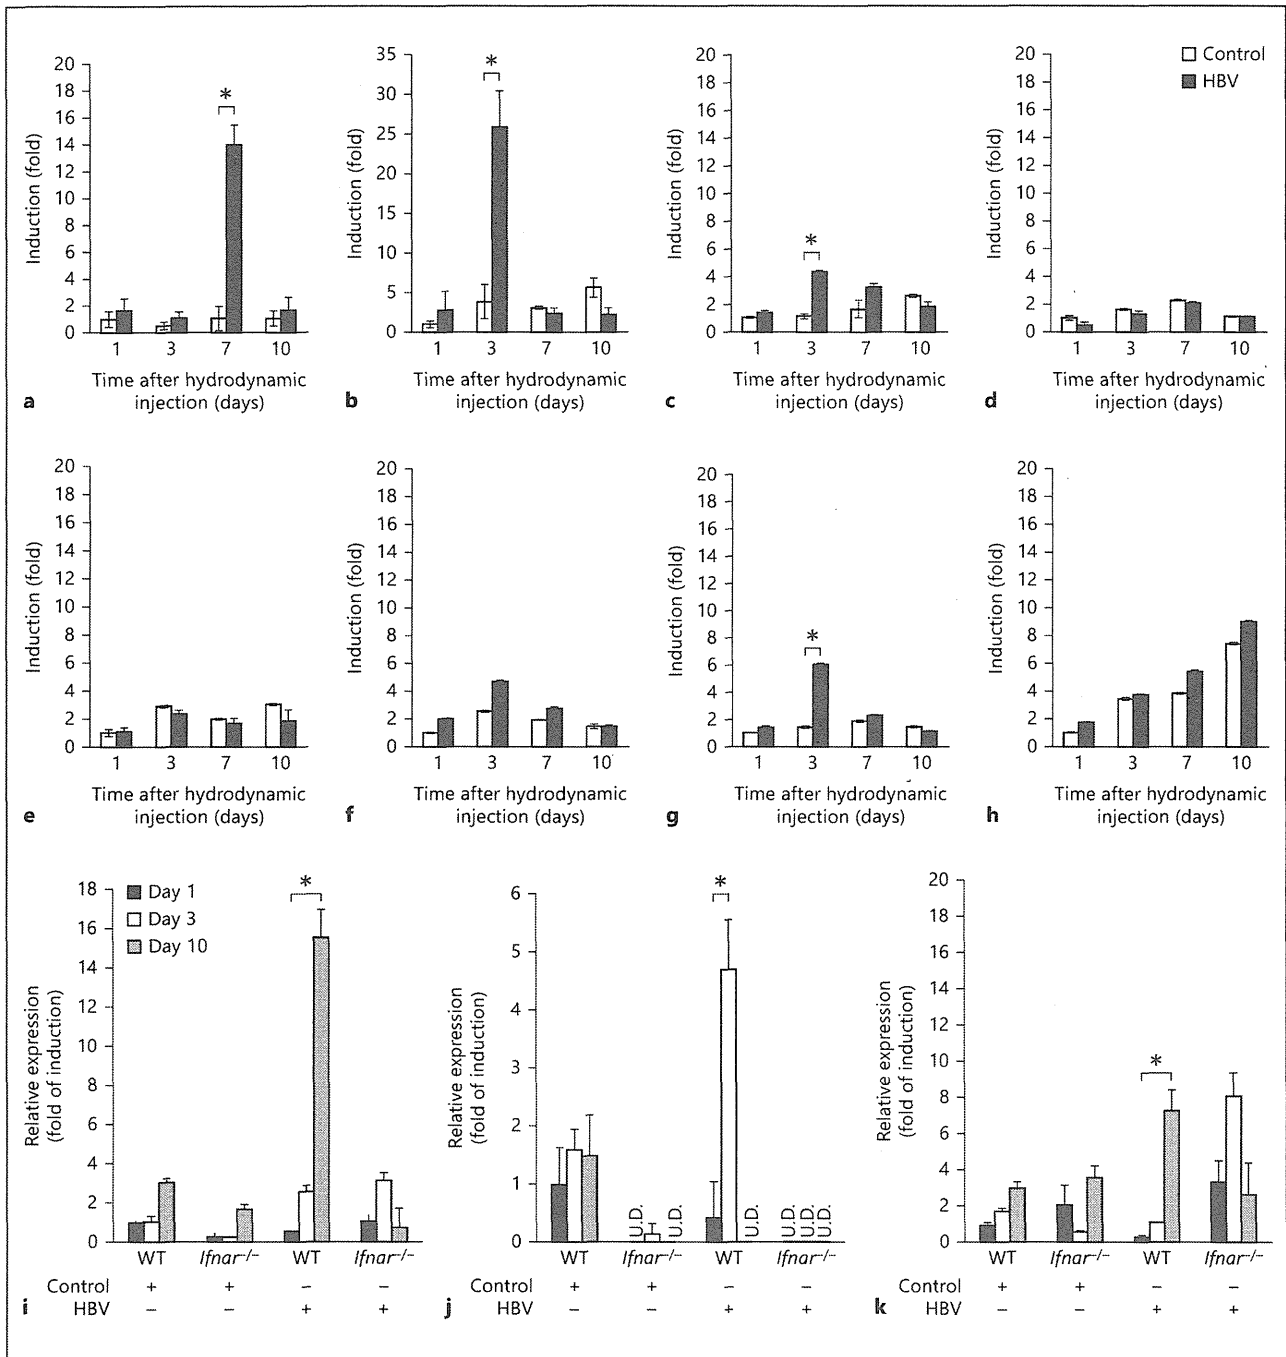 Control
HBV
20
18
16
14
12
10
8
6
4
2
0
*
Induction (fold)
1 3 7 10
Time after hydrodynamic
injection (days)
a
35
30
25
20
15
10
5
0
*
Induction (fold)
1 3 7 10
Time after hydrodynamic
injection (days)
b
20
18
16
14
12
10
8
6
4
2
0
*
Induction (fold)
1 3 7 10
Time after hydrodynamic
injection (days)
c
20
18
16
14
12
10
8
6
4
2
0
Induction (fold)
1 3 7 10
Time after hydrodynamic
injection (days)
d
20
18
16
14
12
10
8
6
4
2
0
Induction (fold)
1 3 7 10
Time after hydrodynamic
injection (days)
e
20
18
16
14
12
10
8
6
4
2
0
Induction (fold)
1 3 7 10
Time after hydrodynamic
injection (days)
f
20
18
16
14
12
10
8
6
4
2
0
*
Induction (fold)
1 3 7 10
Time after hydrodynamic
injection (days)
g
20
18
16
14
12
10
8
6
4
2
0
Induction (fold)
1 3 7 10
Time after hydrodynamic
injection (days)
h
18
16
14
12
10
8
6
4
2
0
Day 1
Day 3
Day 10
*
Relative expression
(fold of induction)
WT Ifnar–/– WT Ifnar–/–
Control + + – –
HBV – – + +
i
6
5
4
3
2
1
0
*
Relative expression
(fold of induction)
U.D. U.D. U.D. U.D. U.D. U.D.
WT Ifnar–/– WT Ifnar–/–
Control + + – –
HBV – – + +
j
20
18
16
14
12
10
8
6
4
2
0
*
Relative expression
(fold of induction)
WT Ifnar–/– WT Ifnar–/–
Control + + – –
HBV – – + +
k